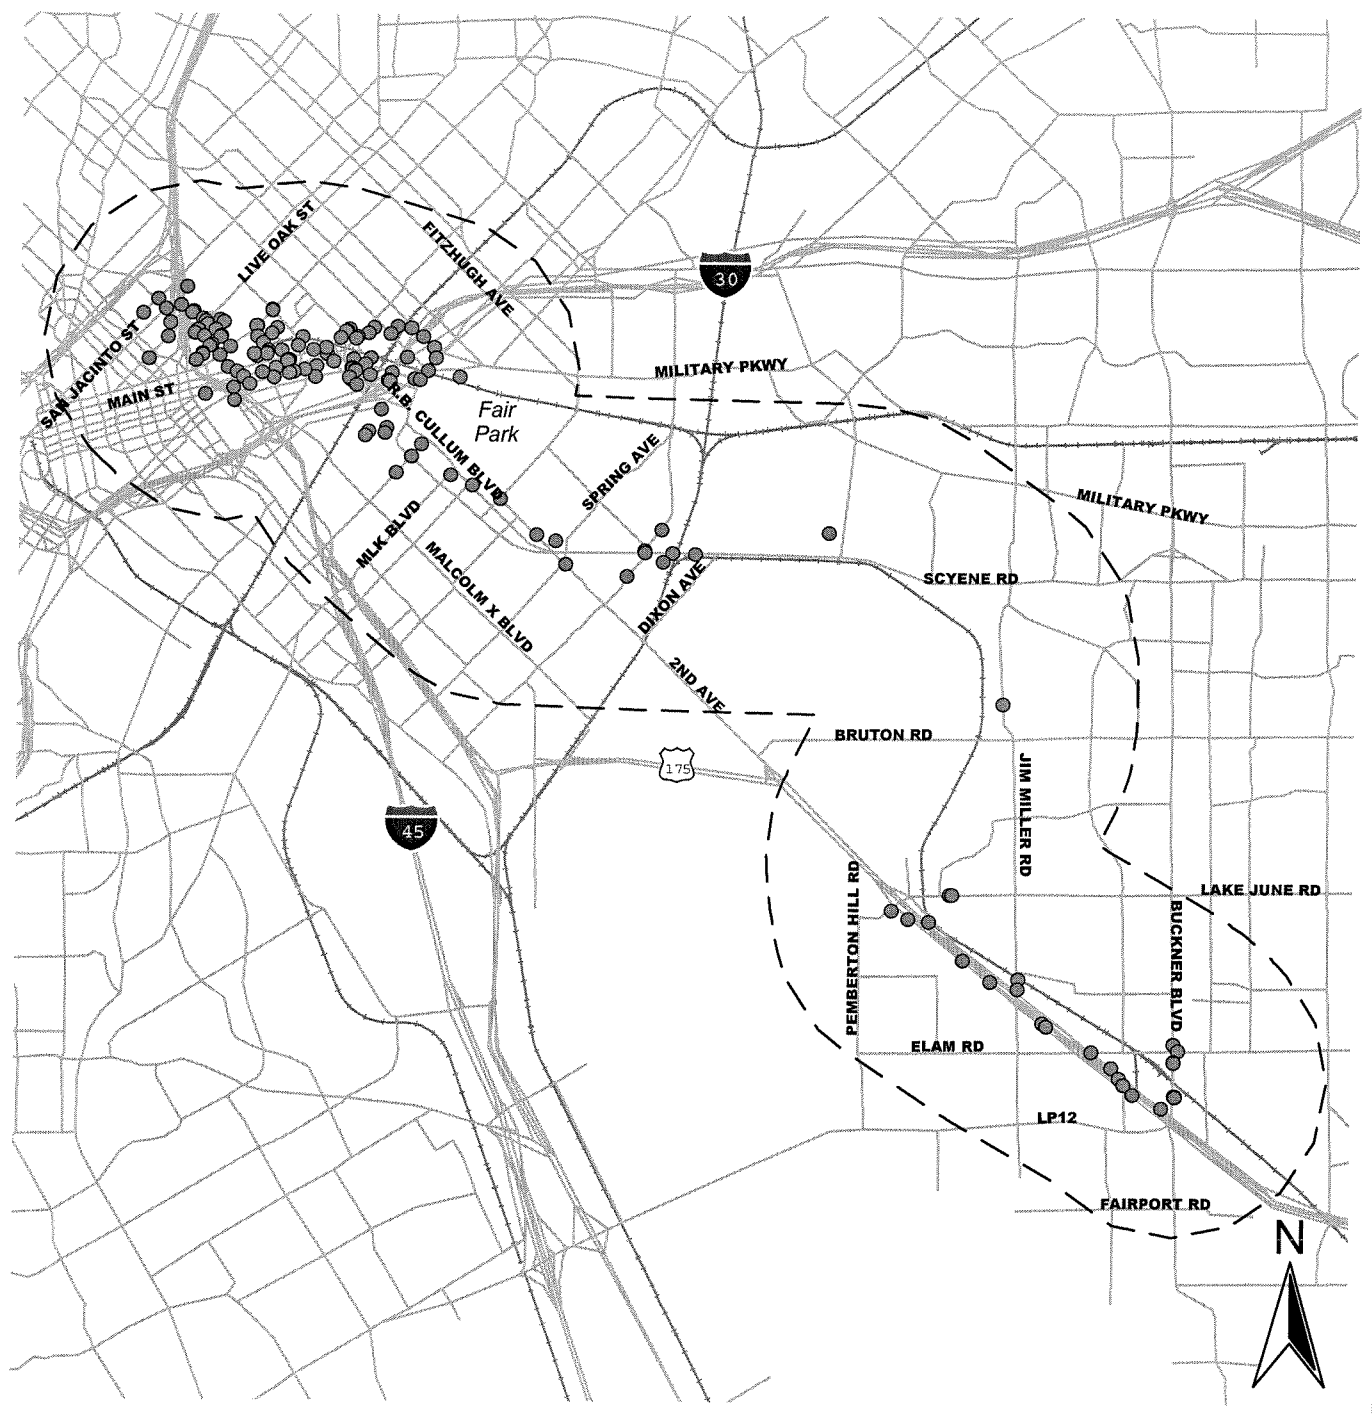 LIVE OAK ST
FITZHUGH AVE
30
SAN JACINTO ST
MAIN ST
MILITARY PKWY
R.B. CULLUM BLVD
Fair
Park
SPRING AVE
MILITARY PKWY
MLK BLVD
MALCOLM X BLVD
SCYENE RD
DIXON AVE
2ND AVE
BRUTON RD
175
JIM MILLER RD
45
PEMBERTON HILL RD
LAKE JUNE RD
BUCKNER BLVD
ELAM RD
LP12
FAIRPORT RD
N